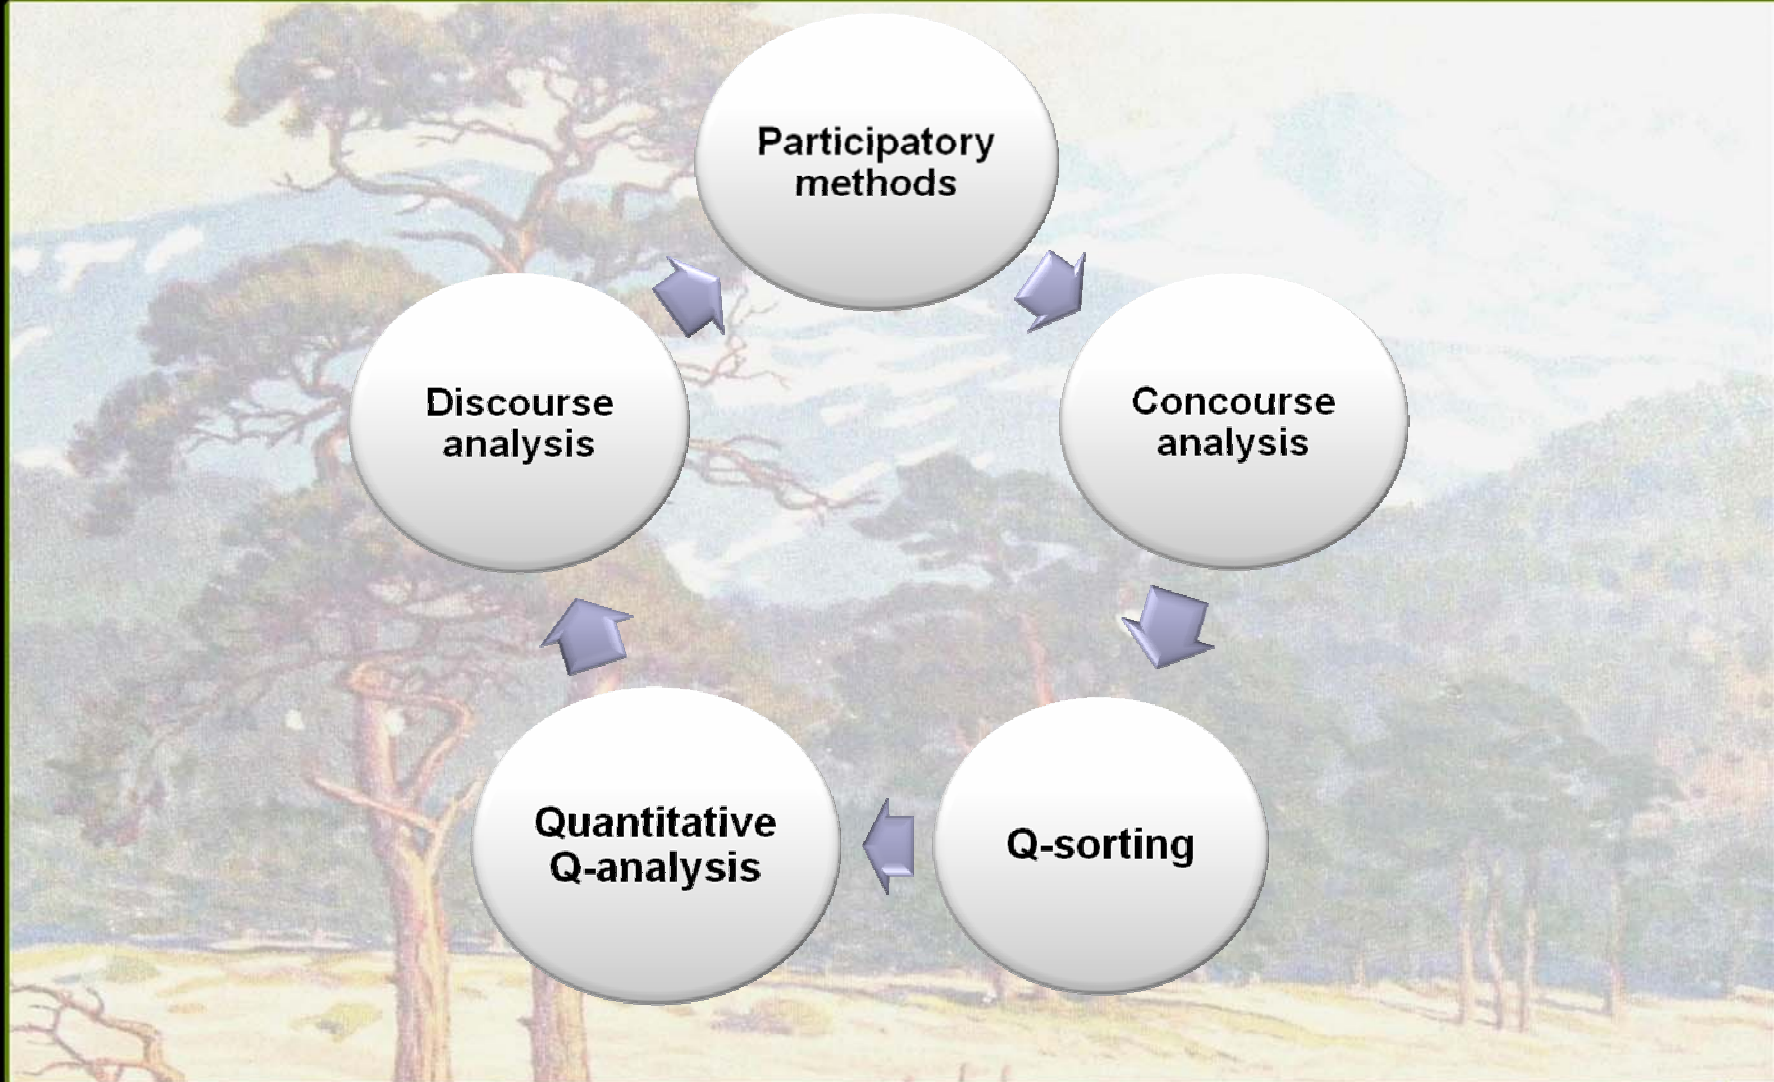 Participatory
methods
Concourse
analysis
Q-sorting
Quantitative
Q-analysis
Discourse
analysis